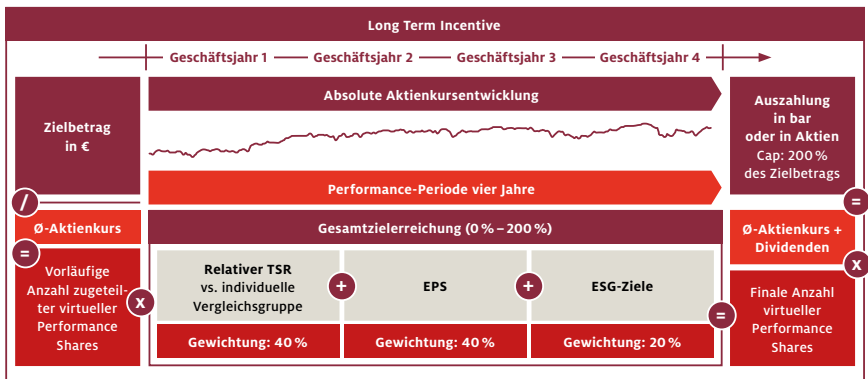 Long Term Incentive
Geschäftsjahr 1
Geschäftsjahr 2
Geschäftsjahr 3
Geschäftsjahr 4
Zielbetrag
in €
/
Ø-Aktienkurs
=
Vorläufige
Anzahl zugeteil-
ter virtueller
Performance
Shares
x
Absolute Aktienkursentwicklung
Performance-Periode vier Jahre
Gesamtzielerreichung (0 % – 200 %)
Relativer TSR
vs. individuelle
Vergleichsgruppe
+
EPS
+
ESG-Ziele
Gewichtung: 40 %
Gewichtung: 40 %
Gewichtung: 20 %
=
Auszahlung
in bar
oder in Aktien
Cap: 200 %
des Zielbetrags
=
Ø-Aktienkurs +
Dividenden
x
Finale Anzahl
virtueller
Performance
Shares